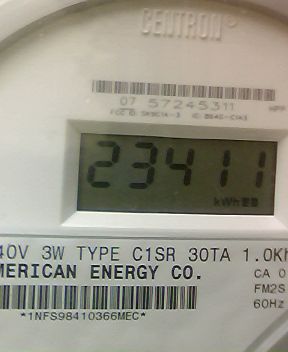 CENTRON
07 57245311
23411
kWh
40V 3W TYPE C1SR 30TA 1.0Kh
MERICAN ENERGY CO.
CA 0
FM2S
60Hz
*1NFS98410366MEC*